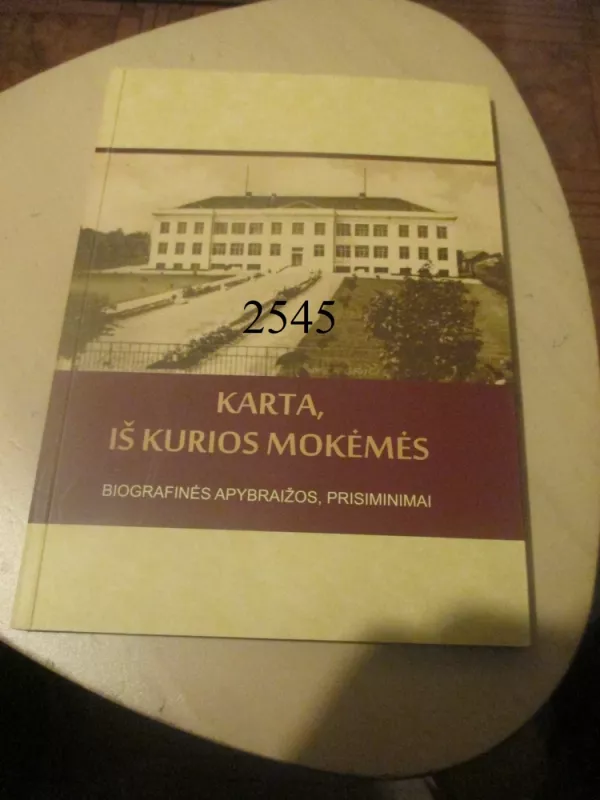 2545
KARTA,
IŠ KURIOS MOKĖMĖS
BIOGRAFINĖS APYBRAIŽOS, PRISIMINIMAI